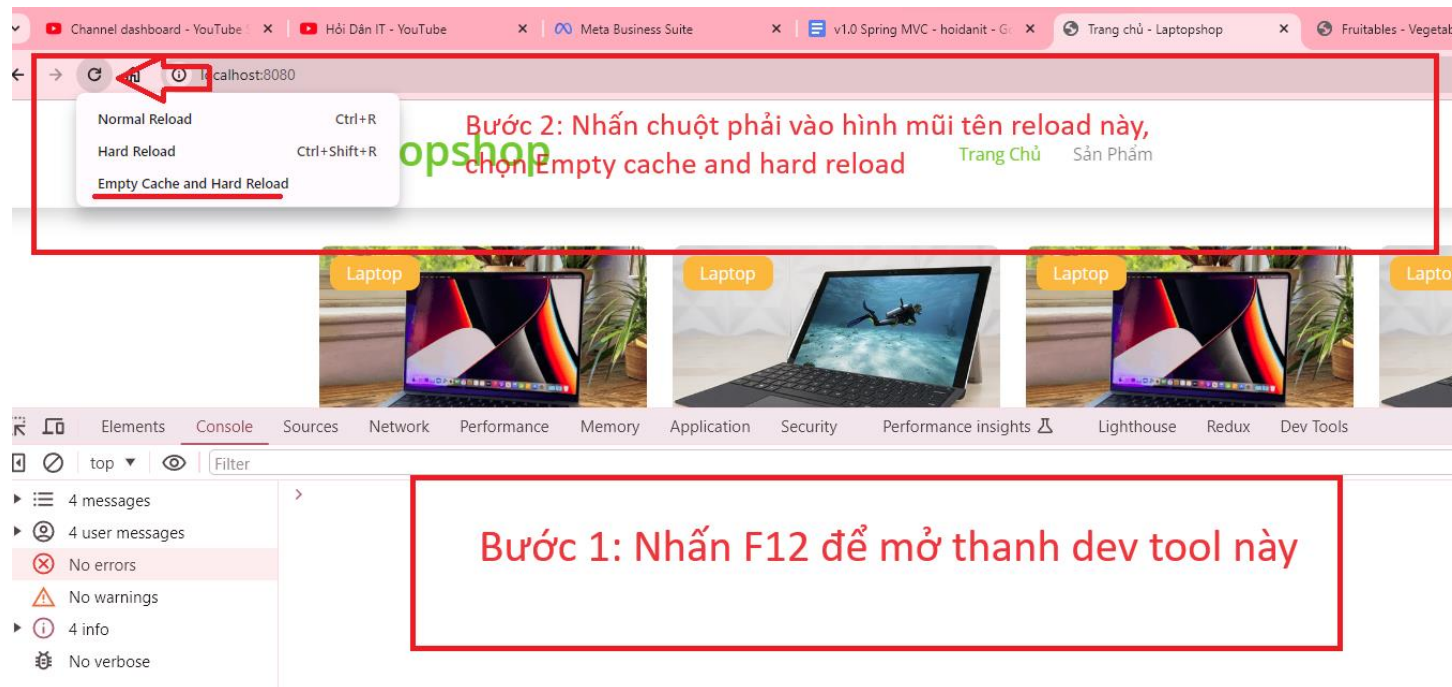 Channel dashboard - YouTube S
Hỏi Dân IT - YouTube
Meta Business Suite
v1.0 Spring MVC - hoidanit - Go
Trang chủ - Laptopshop
Fruitables - Vegetab
localhost:8080
Normal Reload Ctrl+R
Hard Reload Ctrl+Shift+R
Empty Cache and Hard Reload
Bước 2: Nhấn chuột phải vào hình mũi tên reload này,
chọn Empty cache and hard reload
opshop
Trang Chủ Sản Phẩm
Laptop Laptop Laptop Lapto
Elements Console Sources Network Performance Memory Application Security Performance insights Lighthouse Redux Dev Tools
top Filter
4 messages
4 user messages
No errors
No warnings
4 info
No verbose
Bước 1: Nhấn F12 để mở thanh dev tool này